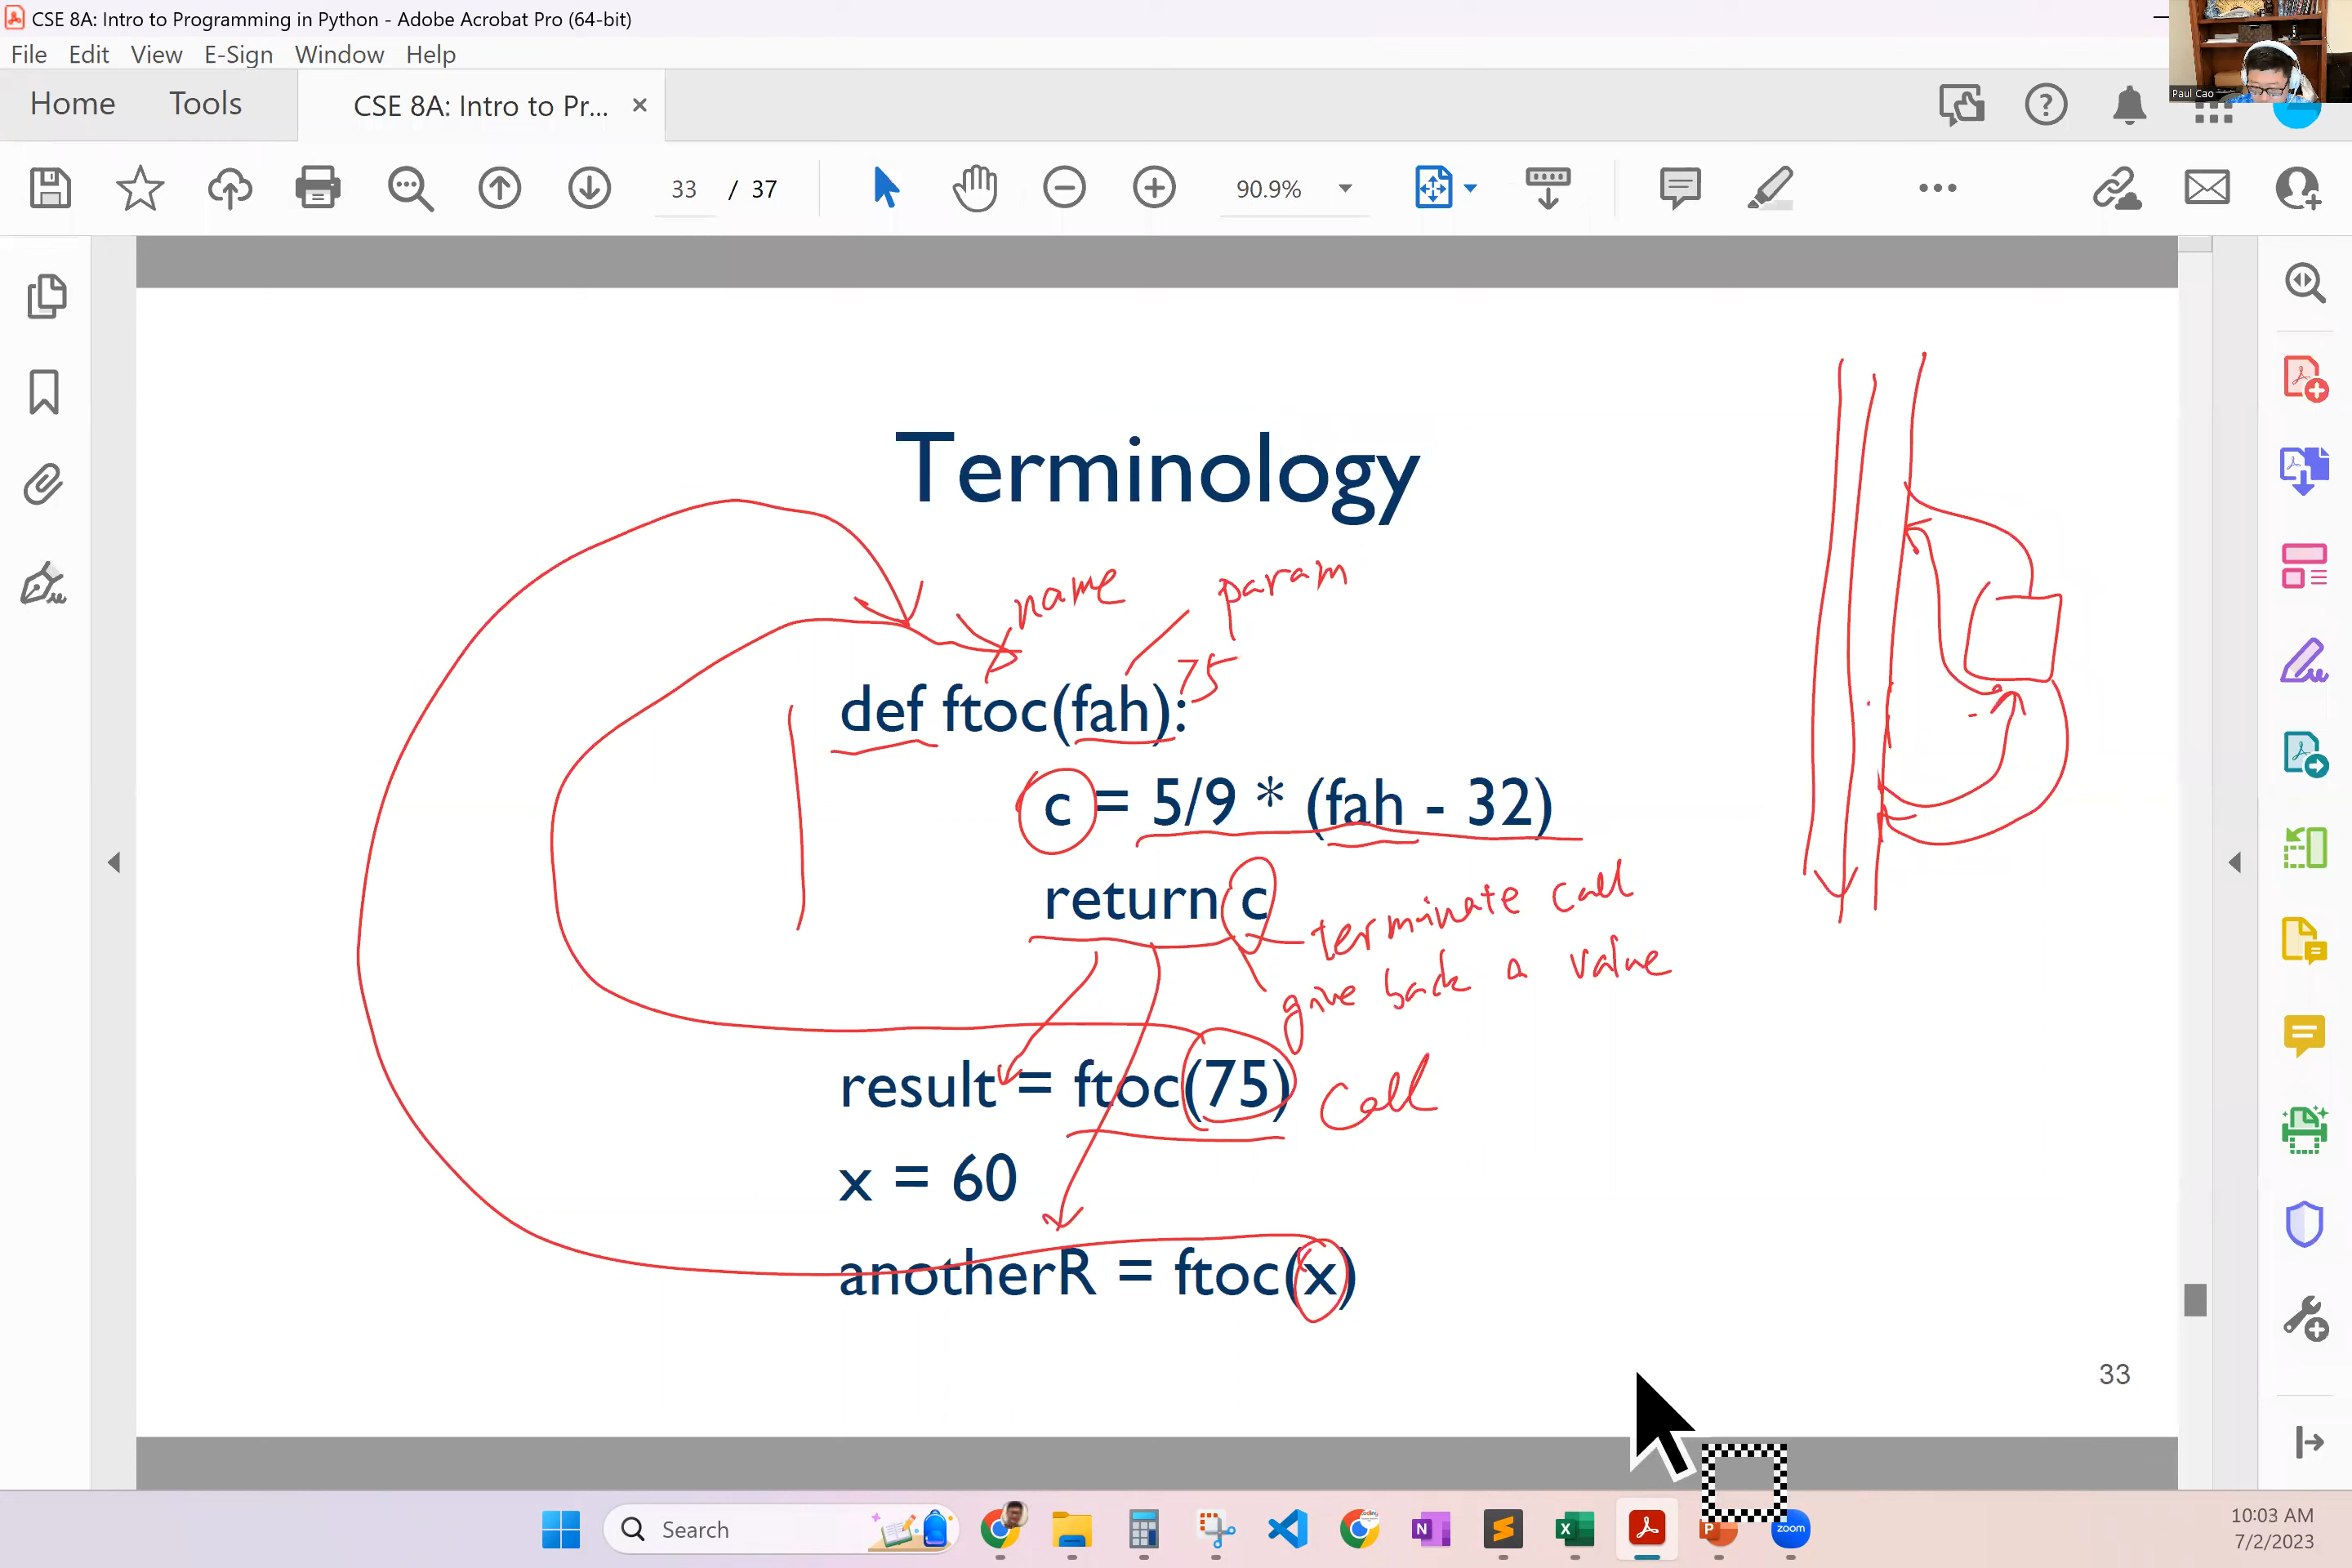 CSE 8A: Intro to Programming in Python - Adobe Acrobat Pro (64-bit)
File Edit View E-Sign Window Help
Paul Cao
Home Tools CSE 8A: Intro to Pr... ×
33 / 37 90.9%
Terminology
name param
75
def ftoc(fah):
c = 5/9 * (fah - 32)
return c
terminate call
give back a value
result = ftoc(75) Call
x = 60
anotherR = ftoc(x)
33
Search
zoom
10:03 AM
7/2/2023